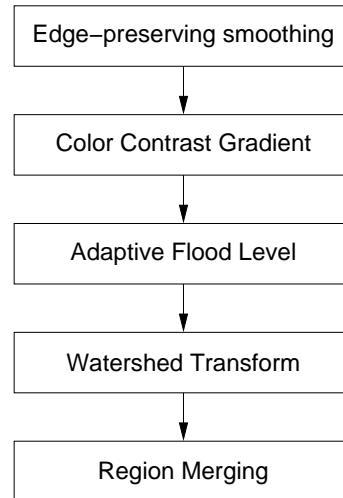 Edge−preserving smoothing
Color Contrast Gradient
Adaptive Flood Level
Watershed Transform
Region Merging